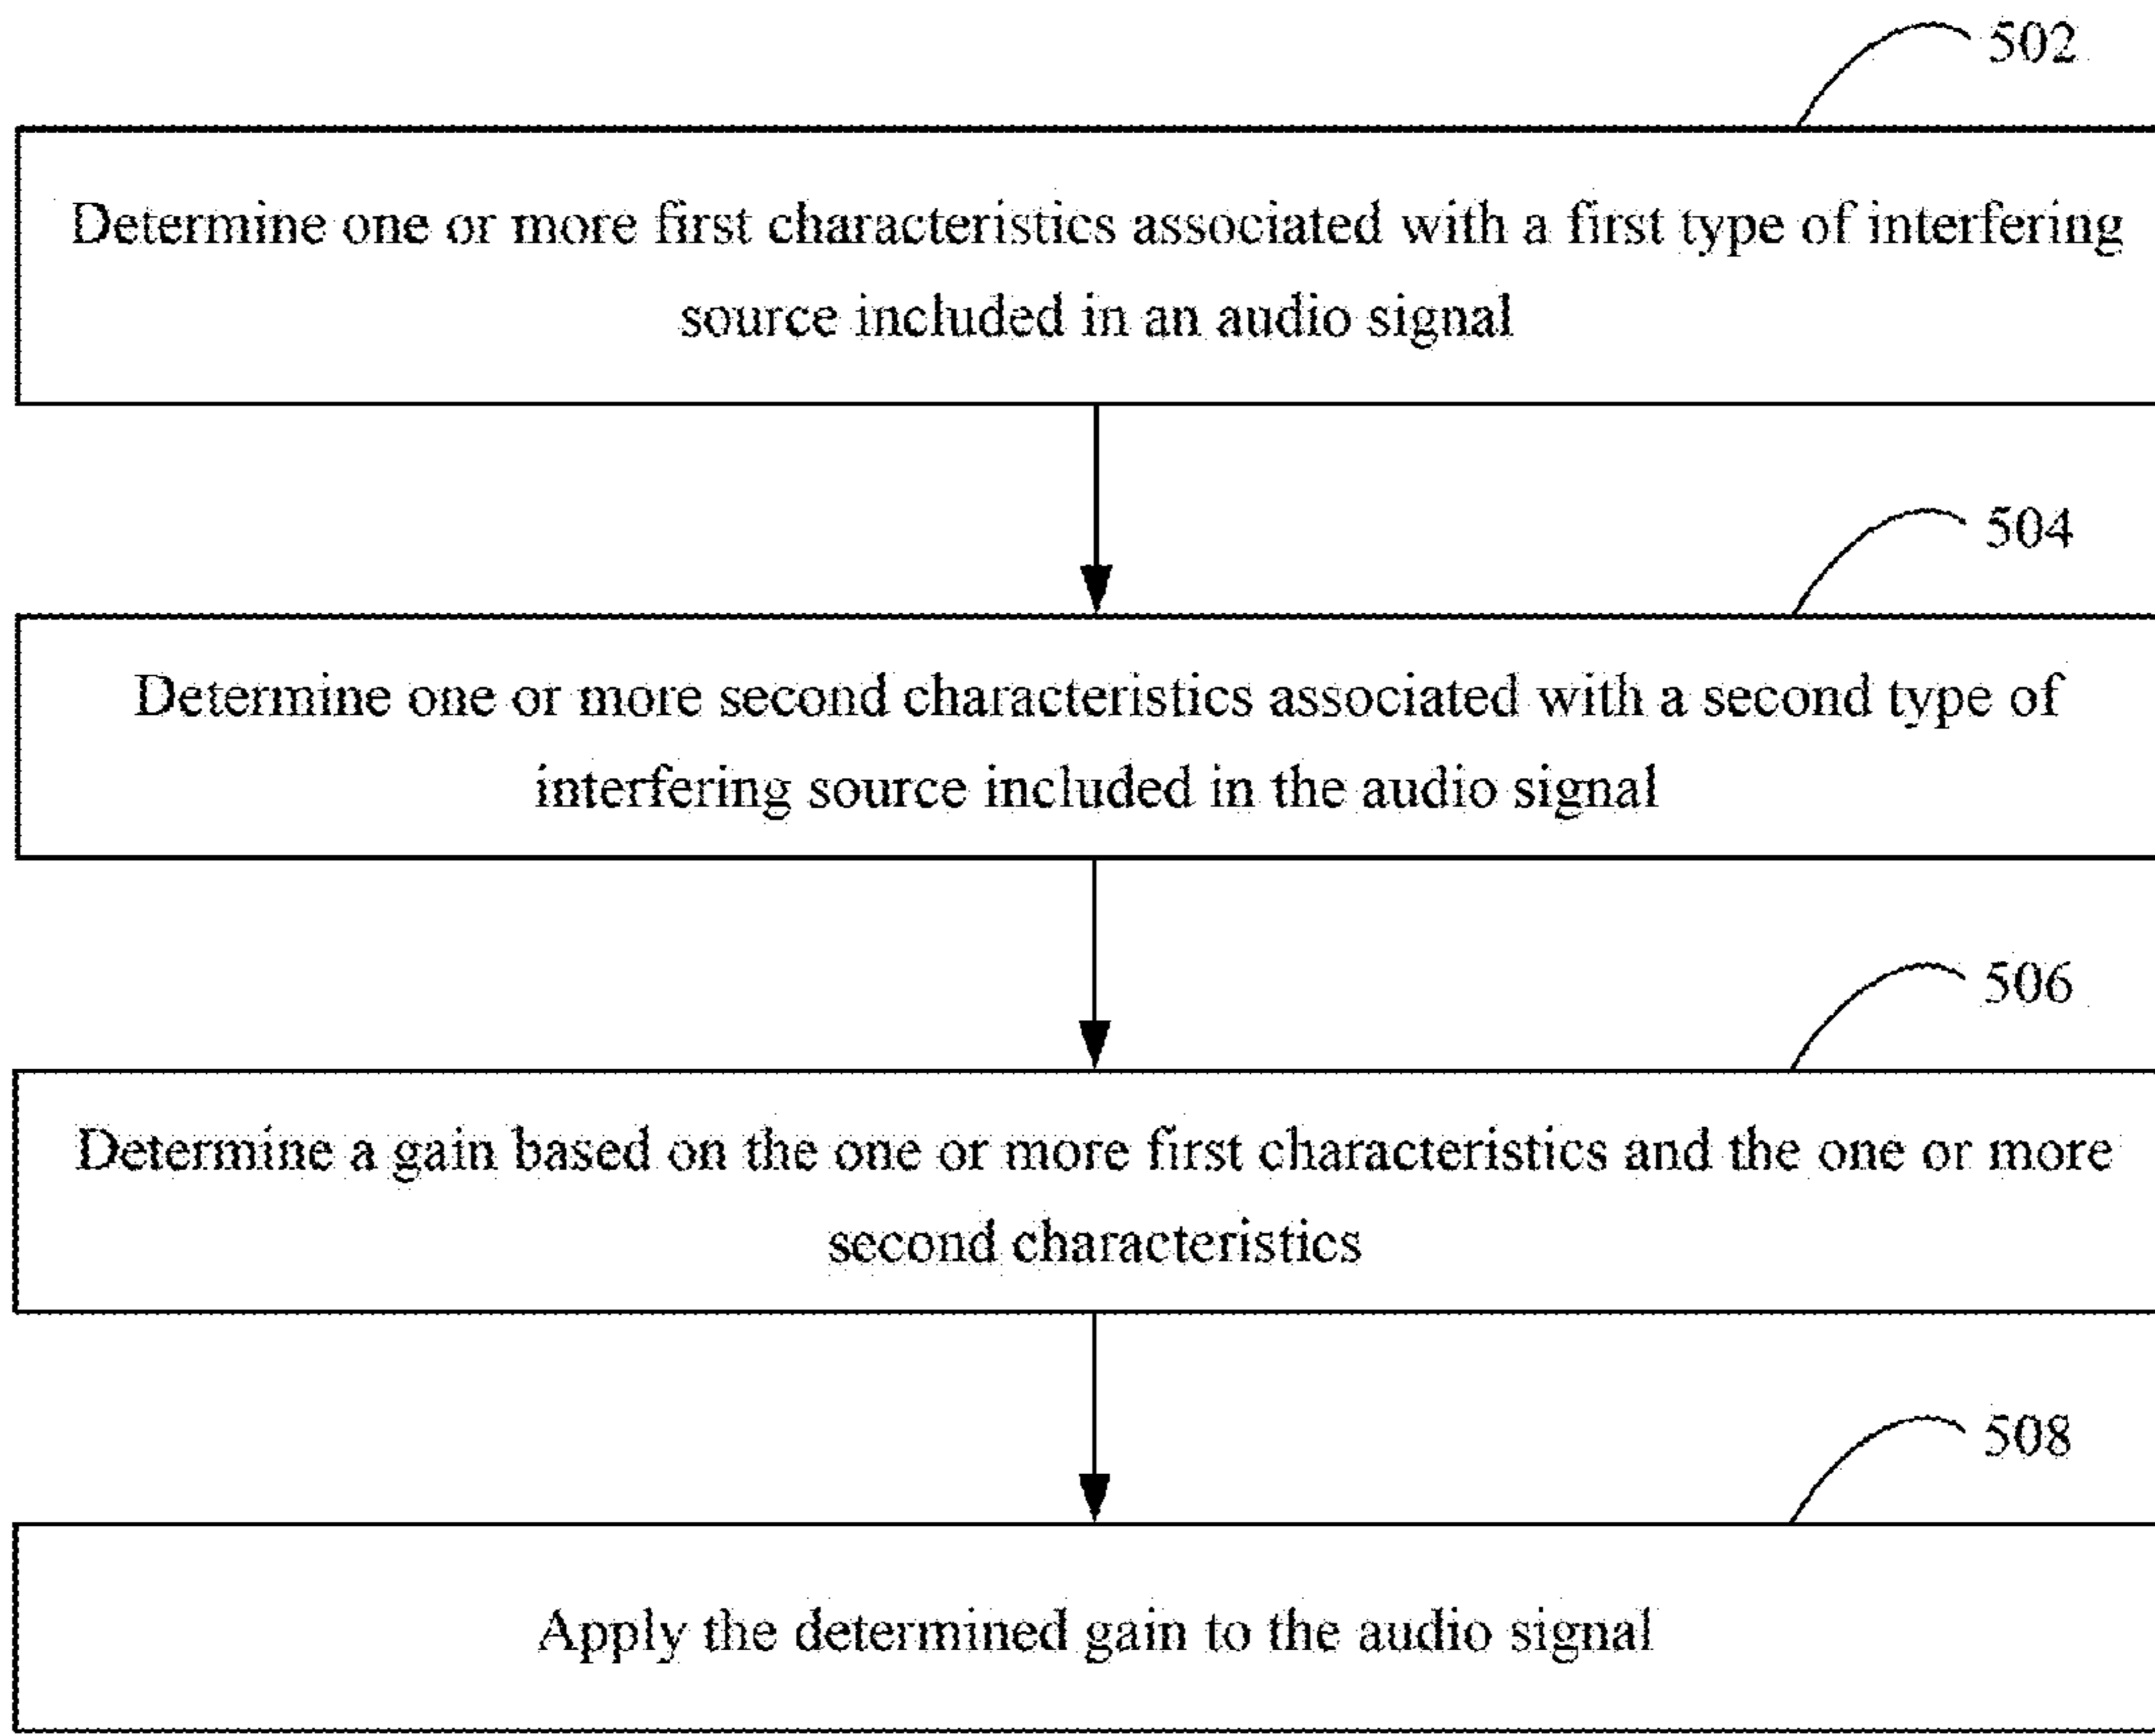 502
Determine one or more first characteristics associated with a first type of interfering
source included in an audio signal
504
Determine one or more second characteristics associated with a second type of
interfering source included in the audio signal
506
Determine a gain based on the one or more first characteristics and the one or more
second characteristics
508
Apply the determined gain to the audio signal